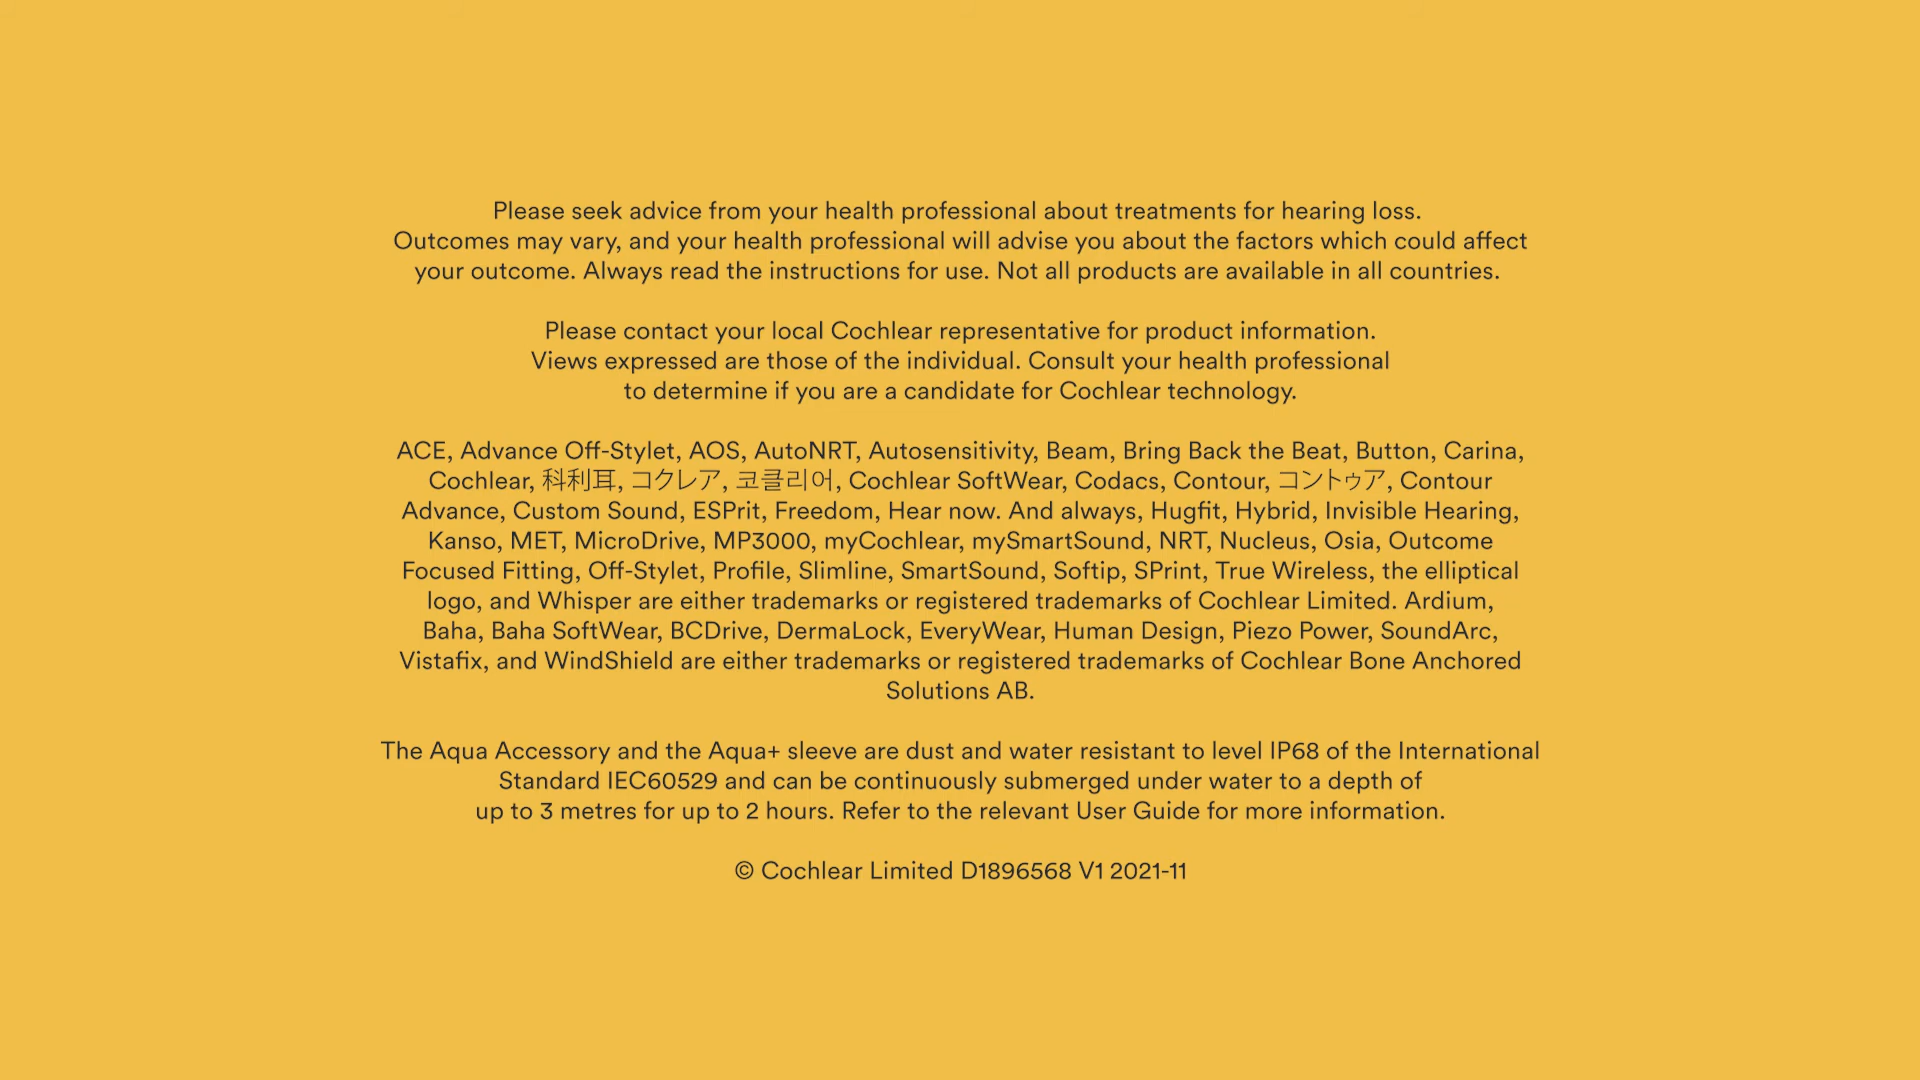 Please seek advice from your health professional about treatments for hearing loss.
Outcomes may vary, and your health professional will advise you about the factors which could affect
your outcome. Always read the instructions for use. Not all products are available in all countries.
Please contact your local Cochlear representative for product information.
Views expressed are those of the individual. Consult your health professional
to determine if you are a candidate for Cochlear technology.
ACE, Advance Off-Stylet, AOS, AutoNRT, Autosensitivity, Beam, Bring Back the Beat, Button, Carina,
Cochlear, 科利耳, コクレア, 코클리어, Cochlear SoftWear, Codacs, Contour, コントゥア, Contour
Advance, Custom Sound, ESPrit, Freedom, Hear now. And always, Hugfit, Hybrid, Invisible Hearing,
Kanso, MET, MicroDrive, MP3000, myCochlear, mySmartSound, NRT, Nucleus, Osia, Outcome
Focused Fitting, Off-Stylet, Profile, Slimline, SmartSound, Softip, SPrint, True Wireless, the elliptical
logo, and Whisper are either trademarks or registered trademarks of Cochlear Limited. Ardium,
Baha, Baha SoftWear, BCDrive, DermaLock, EveryWear, Human Design, Piezo Power, SoundArc,
Vistafix, and WindShield are either trademarks or registered trademarks of Cochlear Bone Anchored
Solutions AB.
The Aqua Accessory and the Aqua+ sleeve are dust and water resistant to level IP68 of the International
Standard IEC60529 and can be continuously submerged under water to a depth of
up to 3 metres for up to 2 hours. Refer to the relevant User Guide for more information.
© Cochlear Limited D1896568 V1 2021-11